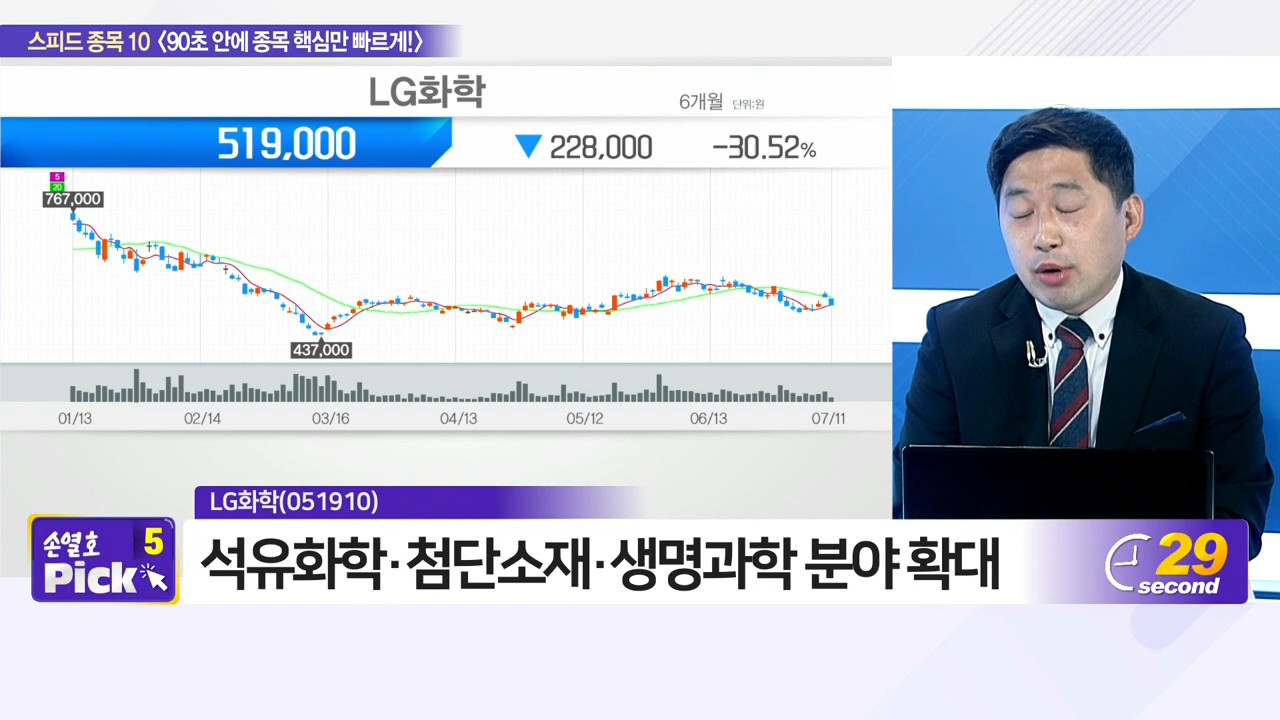 스피드 종목 10 〈90초 안에 종목 핵심만 빠르게!〉
LG화학
6개월 단위:원
519,000 ▼ 228,000 -30.52%
5
20
767,000
437,000
01/13 02/14 03/16 04/13 05/12 06/13 07/11
LG화학(051910)
손열호 5
Pick
석유화학·첨단소재·생명과학 분야 확대
29
second